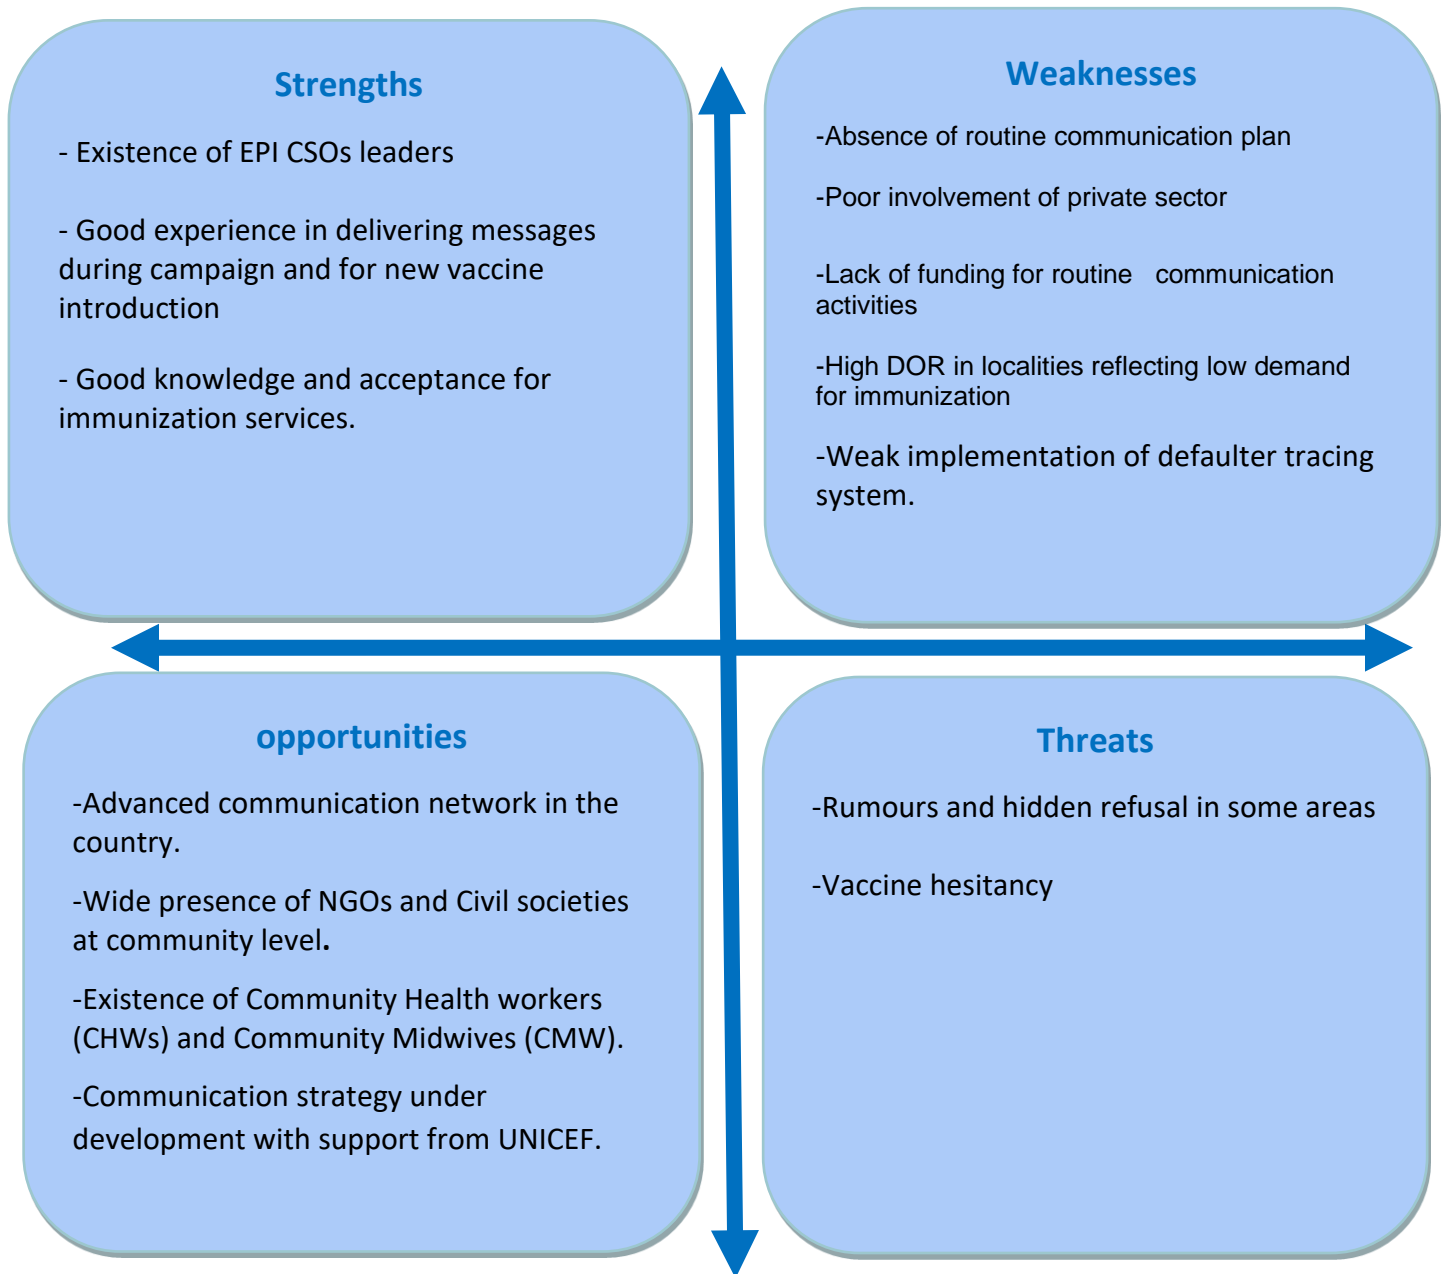 Strengths
- Existence of EPI CSOs leaders
- Good experience in delivering messages
during campaign and for new vaccine
introduction
- Good knowledge and acceptance for
immunization services.
Weaknesses
-Absence of routine communication plan
-Poor involvement of private sector
-Lack of funding for routine   communication
activities
-High DOR in localities reflecting low demand
for immunization
-Weak implementation of defaulter tracing
system.
opportunities
-Advanced communication network in the
country.
-Wide presence of NGOs and Civil societies
at community level.
-Existence of Community Health workers
(CHWs) and Community Midwives (CMW).
-Communication strategy under
development with support from UNICEF.
Threats
-Rumours and hidden refusal in some areas
-Vaccine hesitancy